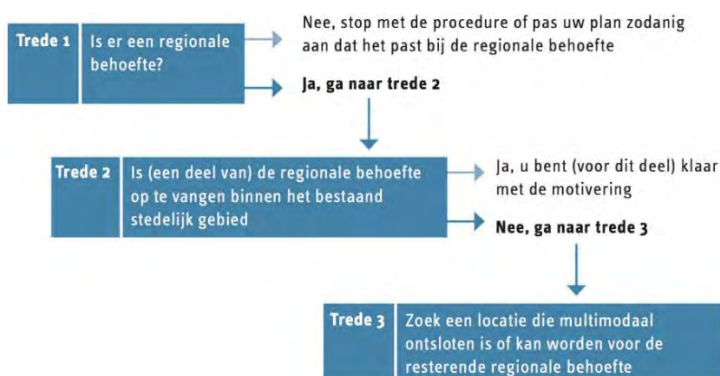 Trede 1
Is er een regionale
behoefte?
Nee, stop met de procedure of pas uw plan zodanig
aan dat het past bij de regionale behoefte
Ja, ga naar trede 2
Trede 2
Is (een deel van) de regionale behoefte
op te vangen binnen het bestaand
stedelijk gebied
Ja, u bent (voor dit deel) klaar
met de motivering
Nee, ga naar trede 3
Trede 3
Zoek een locatie die multimodaal
ontsloten is of kan worden voor de
resterende regionale behoefte